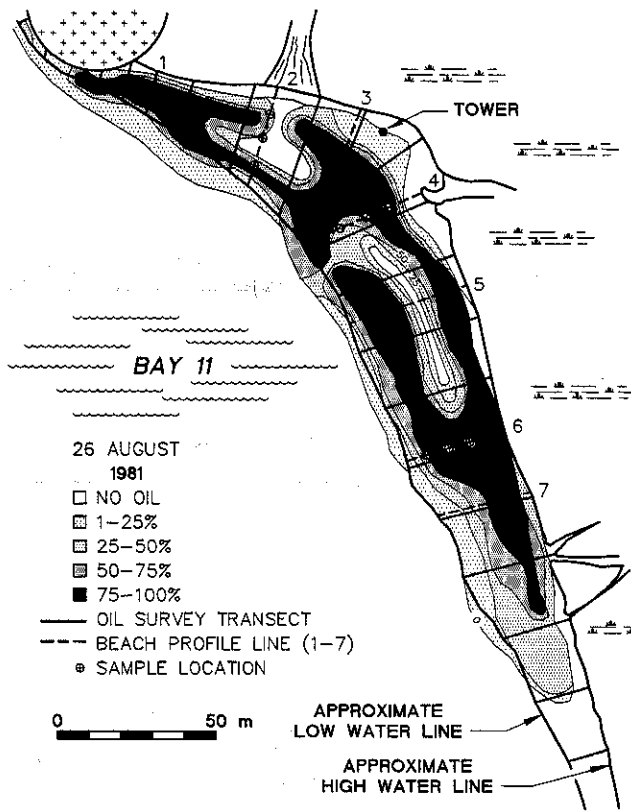 1
2
3
TOWER
4
5
BAY 11
6
7
26 AUGUST
1981
NO OIL
1-25%
25-50%
50-75%
75-100%
OIL SURVEY TRANSECT
BEACH PROFILE LINE (1-7)
SAMPLE LOCATION
0 50 m
APPROXIMATE
LOW WATER LINE
APPROXIMATE
HIGH WATER LINE